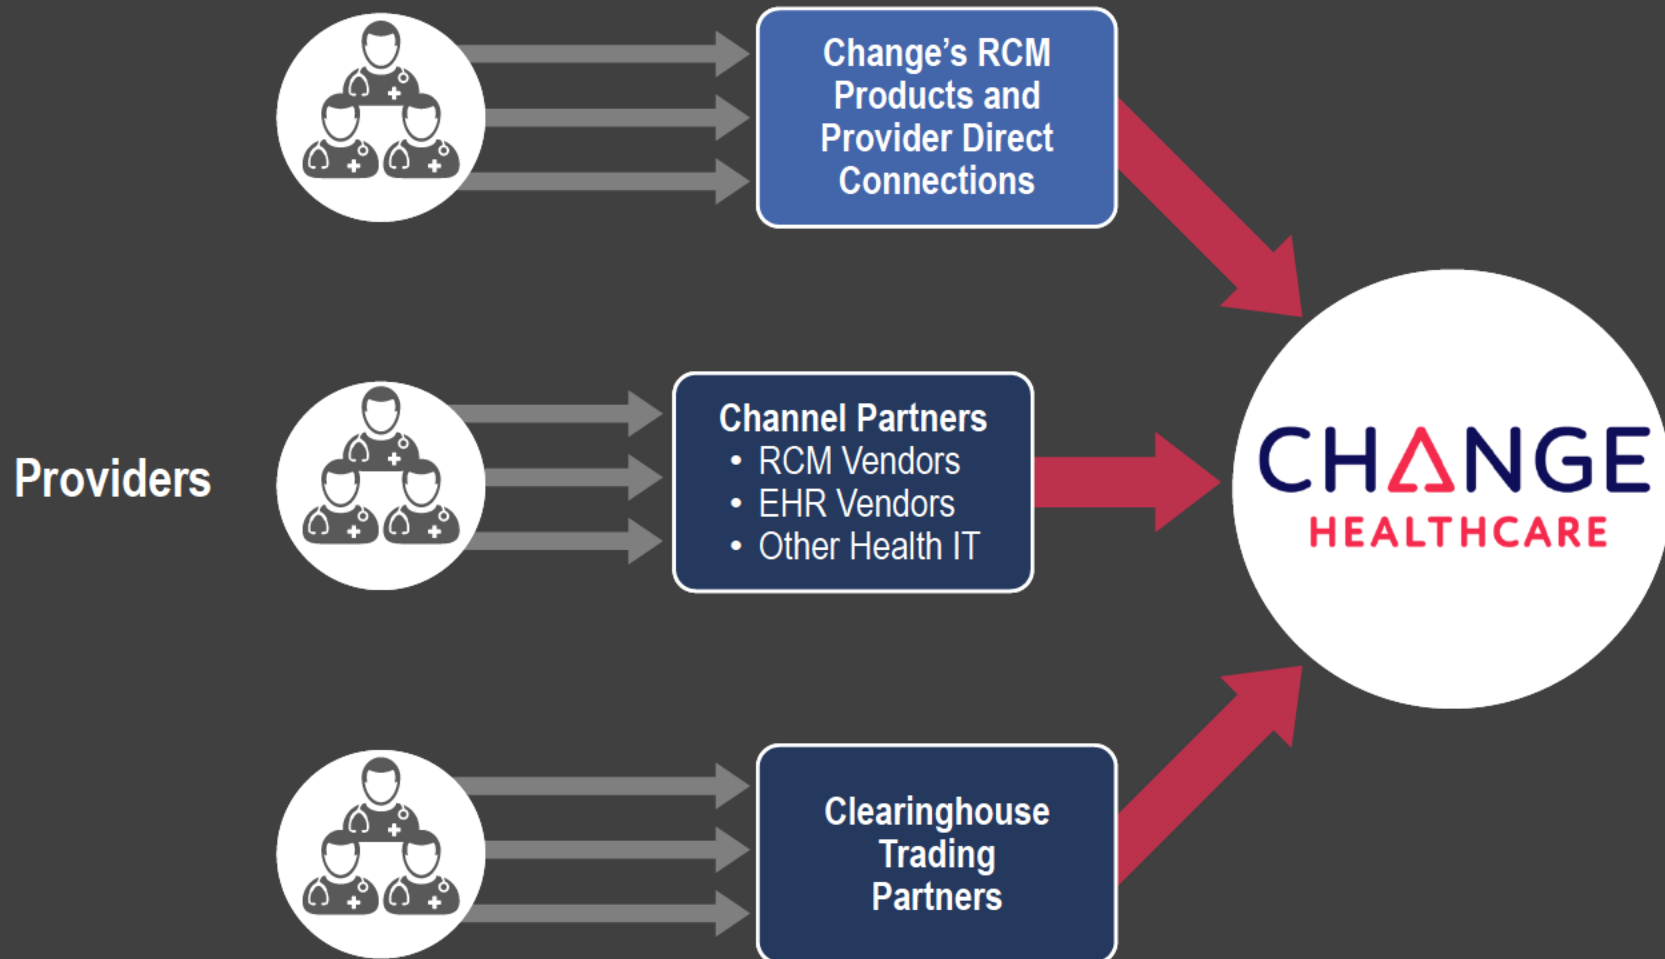 Change's RCM
Products and
Provider Direct
Connections
Providers
Channel Partners
• RCM Vendors
• EHR Vendors
• Other Health IT
CHANGE
HEALTHCARE
Clearinghouse
Trading
Partners